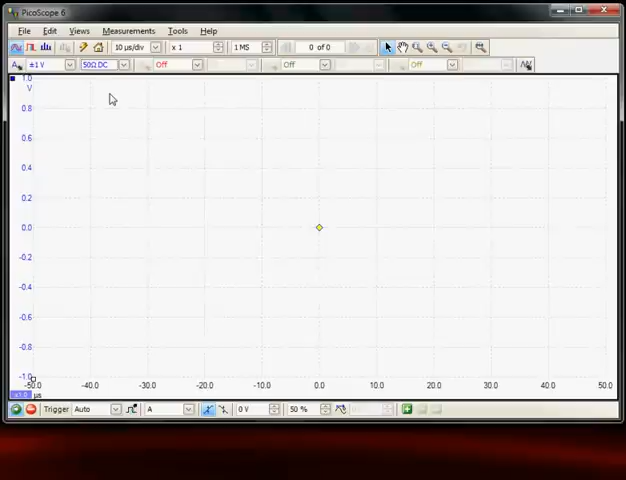 PicoScope 6
File Edit Views Measurements Tools Help
10 µs/div x 1 1 MS 0 of 0
A ±1 V 50Ω DC Off Off Off
1.0
V
0.8
0.6
0.4
0.2
0.0
-0.2
-0.4
-0.6
-0.8
-1.0
-50.0 -40.0 -30.0 -20.0 -10.0 0.0 10.0 20.0 30.0 40.0 50.0
x1.0 µs
Trigger Auto A 0 V 50 %